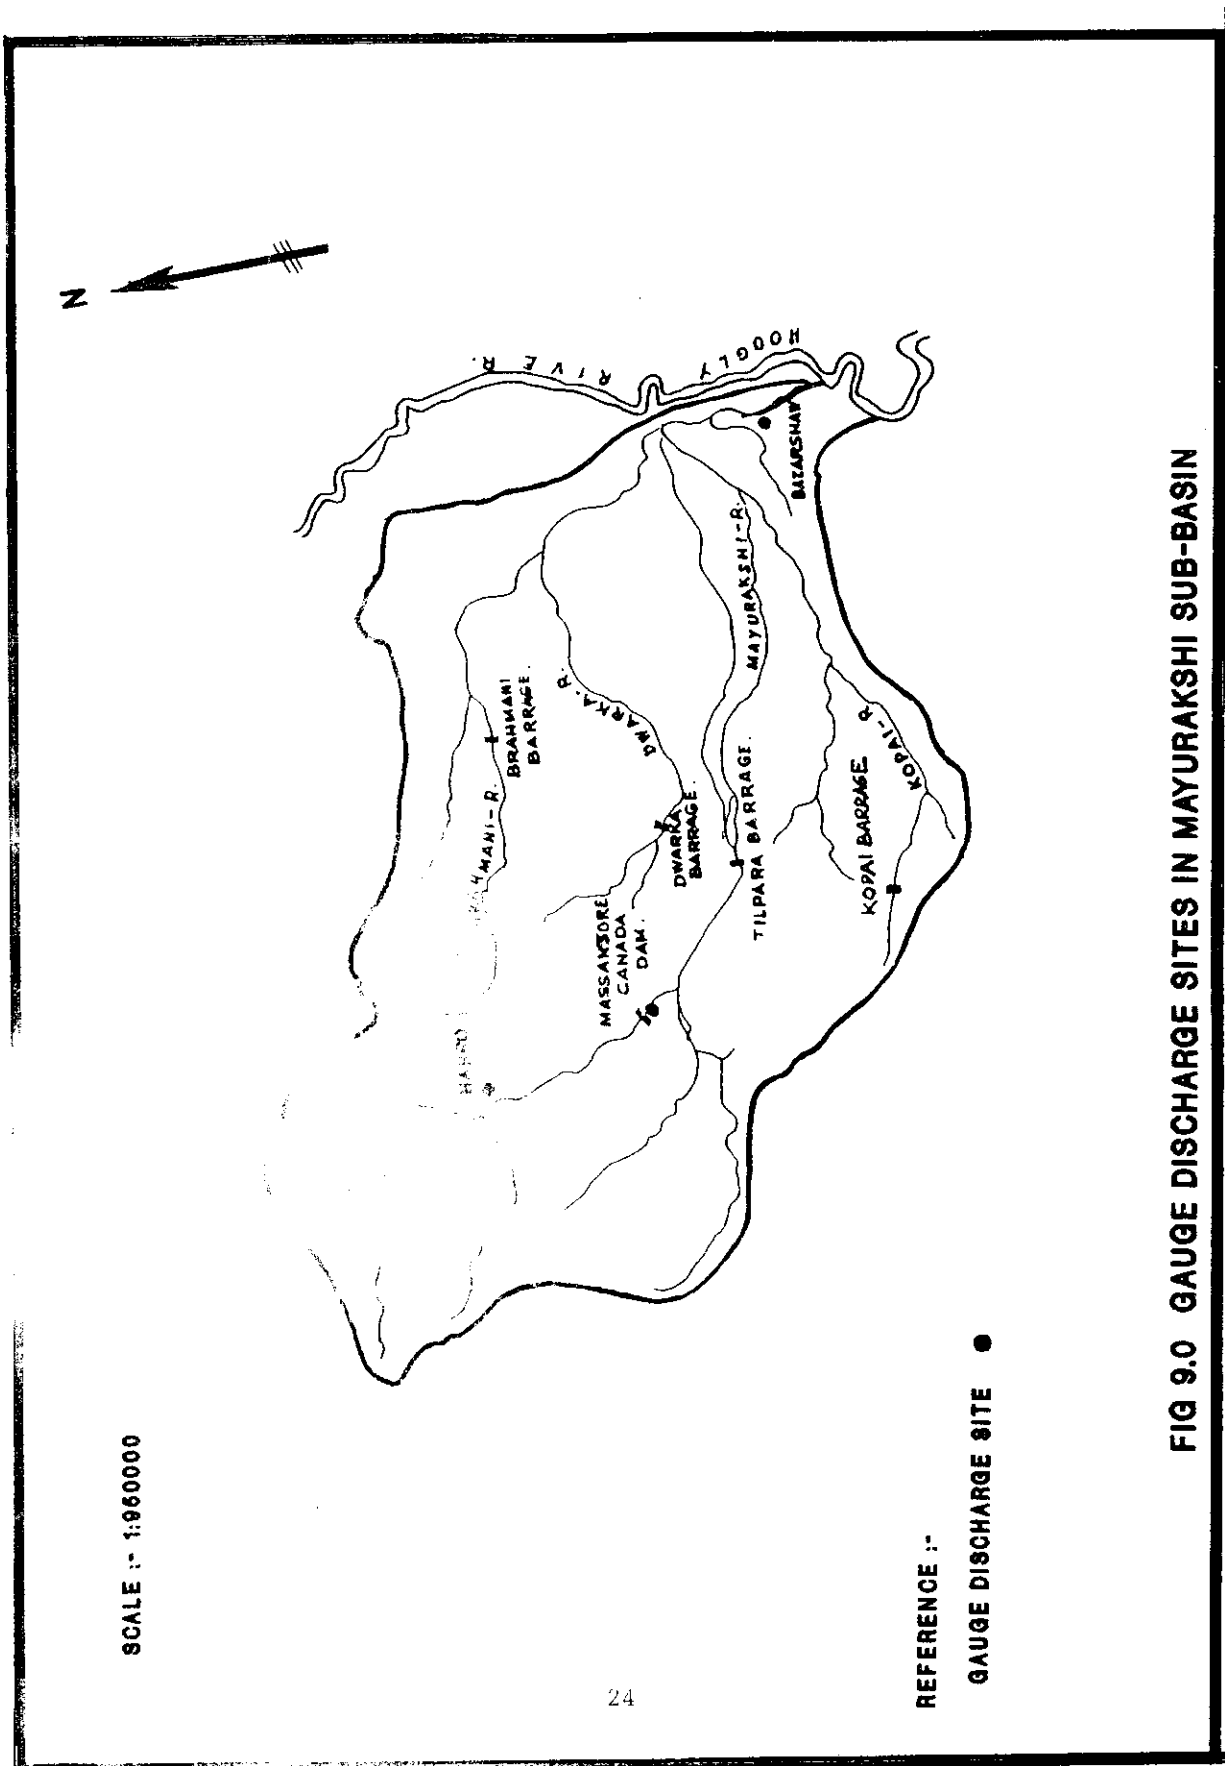 SCALE :- 1:960000
N
HOOGLY RIVER.
BRAHMANI
BARRAGE.
MANI-R.
DWARKA-R.
DWARKA
BARRAGE.
MASSANJORE
CANADA
DAM.
MAYURAKSHI-R.
TILPARA BARRAGE.
BAZARSHAW
KOPAI-R
KOPAI BARRAGE
REFERENCE :-
GAUGE DISCHARGE SITE
FIG 9.0 GAUGE DISCHARGE SITES IN MAYURAKSHI SUB-BASIN
24